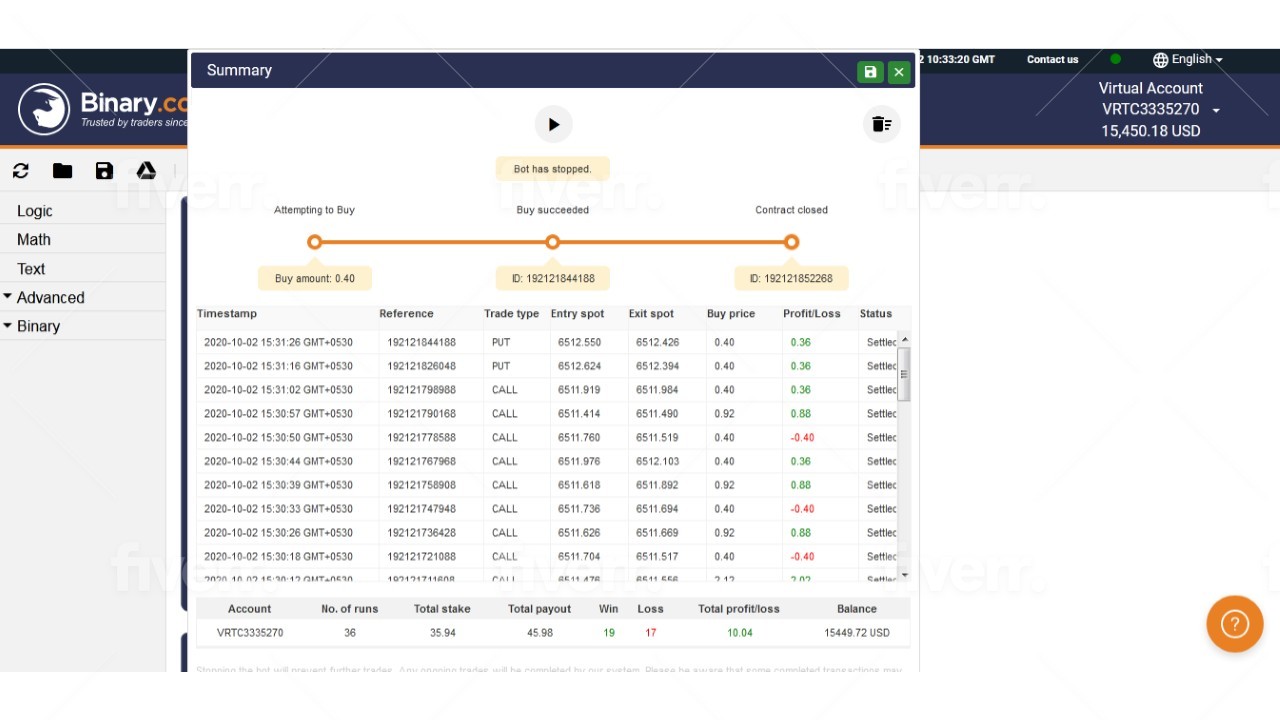 Summary
2 10:33:20 GMT
Contact us
English
Binary.co
Trusted by traders since
Virtual Account
VRTC3335270
15,450.18 USD
Bot has stopped.
Attempting to Buy Buy succeeded Contract closed
Buy amount: 0.40 ID: 192121844188 ID: 192121852268
Logic
Math
Text
Advanced
Binary
Timestamp Reference Trade type Entry spot Exit spot Buy price Profit/Loss Status
2020-10-02 15:31:26 GMT+0530 192121844188 PUT 6512.550 6512.426 0.40 0.36 Settled
2020-10-02 15:31:16 GMT+0530 192121826048 PUT 6512.624 6512.394 0.40 0.36 Settled
2020-10-02 15:31:02 GMT+0530 192121798988 CALL 6511.919 6511.984 0.40 0.36 Settled
2020-10-02 15:30:57 GMT+0530 192121790168 CALL 6511.414 6511.490 0.92 0.88 Settled
2020-10-02 15:30:50 GMT+0530 192121778588 CALL 6511.760 6511.519 0.40 -0.40 Settled
2020-10-02 15:30:44 GMT+0530 192121767968 CALL 6511.976 6512.103 0.40 0.36 Settled
2020-10-02 15:30:39 GMT+0530 192121758908 CALL 6511.618 6511.892 0.92 0.88 Settled
2020-10-02 15:30:33 GMT+0530 192121747948 CALL 6511.736 6511.694 0.40 -0.40 Settled
2020-10-02 15:30:26 GMT+0530 192121736428 CALL 6511.626 6511.669 0.92 0.88 Settled
2020-10-02 15:30:18 GMT+0530 192121721088 CALL 6511.704 6511.517 0.40 -0.40 Settled
2020-10-02 15:30:12 GMT+0530 192121711608 CALL 6511.476 6511.556 2.12 2.02 Settled
Account No. of runs Total stake Total payout Win Loss Total profit/loss Balance
VRTC3335270 36 35.94 45.98 19 17 10.04 15449.72 USD
Stopping the bot will prevent further trades. Any ongoing trades will be completed by our system. Please be aware that some completed transactions may
fiverr.
fiverr.
fiverr.
fiverr.
fiverr.
fiverr.